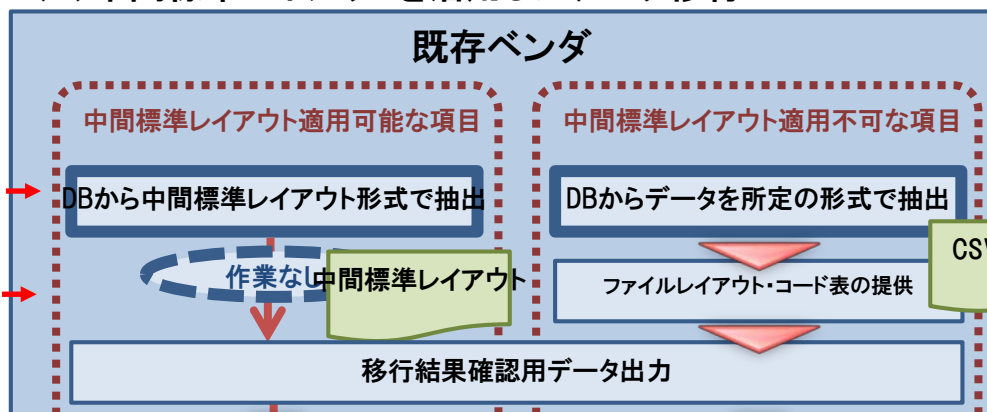 既存ベンダ
中間標準レイアウト適用可能な項目
中間標準レイアウト適用不可な項目
DBから中間標準レイアウト形式で抽出
DBからデータを所定の形式で抽出
作業なし
中間標準レイアウト
CSV
ファイルレイアウト・コード表の提供
移行結果確認用データ出力